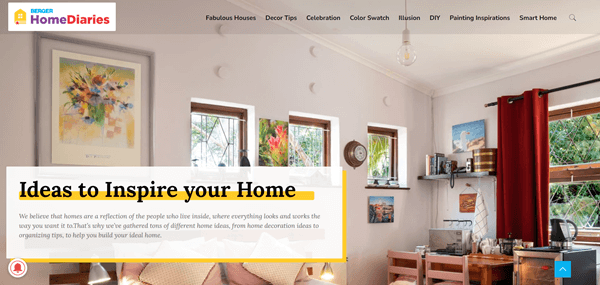 BERGER
HomeDiaries
Fabulous Houses Decor Tips Celebration Color Swatch Illusion DIY Painting Inspirations Smart Home
Ideas to Inspire your Home
We believe that homes are a reflection of the people who live inside, where everything looks and works
the way you want it to.That's why we've gathered tons of different home ideas, from home decoration ideas to
organizing tips, to help you build your ideal home.